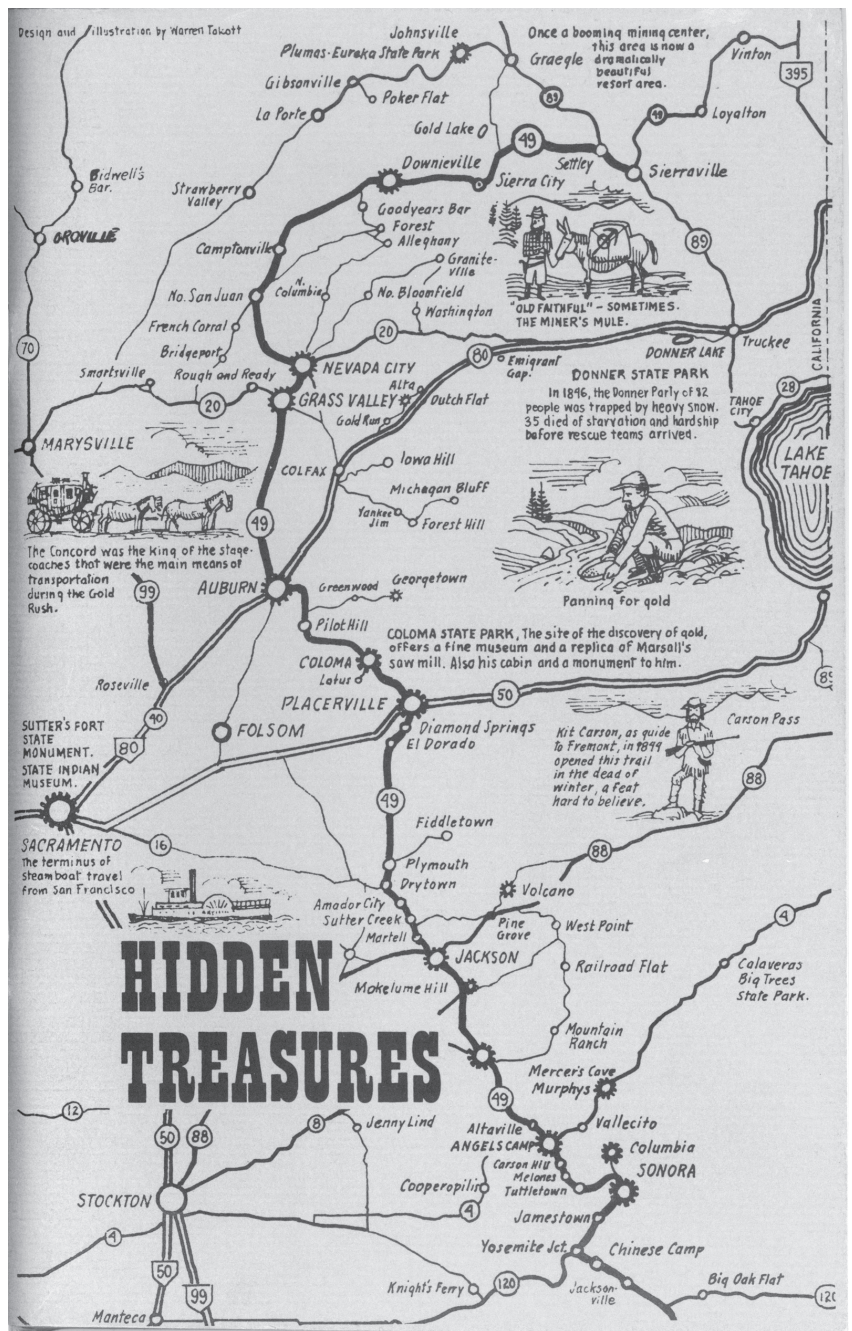 Design and illustration by Warren Talcott
Johnsville
Plumas-Eureka State Park
Graegle
Once a booming mining center,
this area is now a
dramatically
beautiful
resort area.
Vinton
395
Gibsonville
Poker Flat
89
La Porte
49
Loyalton
Gold Lake
49
Settley
Sierraville
Downieville
Sierra City
Bidwell's
Bar.
Strawberry
Valley
Goodyears Bar
Forest
Alleghany
OROVILLE
Camptonville
Granite-
ville
89
No. San Juan
N.
Columbia
No. Bloomfield
Washington
"OLD FAITHFUL" - SOMETIMES.
THE MINER'S MULE.
CALIFORNIA
French Corral
20
Bridgeport
70
80
Emigrant
Gap.
DONNER LAKE
Truckee
Smartsville
Rough and Ready
NEVADA CITY
DONNER STATE PARK
In 1896, the Donner Party of 82
people was trapped by heavy snow.
35 died of starvation and hardship
before rescue teams arrived.
28
TAHOE
CITY
20
GRASS VALLEY
Alta
Dutch Flat
Gold Run
MARYSVILLE
LAKE
TAHOE
COLFAX
Iowa Hill
Michagan Bluff
Yankee
Jim
Forest Hill
49
The Concord was the King of the stage-
coaches that were the main means of
transportation
during the Gold
Rush.
99
AUBURN
Greenwood
Georgetown
Panning for gold
Pilot Hill
COLOMA STATE PARK, The site of the discovery of gold,
offers a fine museum and a replica of Marsall's
saw mill. Also his cabin and a monument to him.
COLOMA
Lotus
Roseville
PLACERVILLE
50
89
40
80
FOLSOM
Diamond Springs
El Dorado
SUTTER'S FORT
STATE
MONUMENT.
STATE INDIAN
MUSEUM.
Kit Carson, as guide
to Fremont, in 1899
opened this trail
in the dead of
winter, a feat
hard to believe.
Carson Pass
88
49
SACRAMENTO
The terminus of
steamboat travel
from San Francisco
16
Fiddletown
88
Plymouth
Drytown
Volcano
Amador City
Sutter Creek
Martell
Pine
Grove
West Point
4
JACKSON
Railroad Flat
Calaveras
Big Trees
State Park.
HIDDEN
TREASURES
Mokelume Hill
Mountain
Ranch
Mercer's Cave
Murphys
49
12
50
88
8
Jenny Lind
Altaville
ANGELS CAMP
Vallecito
Columbia
SONORA
Carson Hill
Melones
Tuttletown
STOCKTON
Cooperopilis
4
Jamestown
4
Yosemite Jct.
Chinese Camp
50
99
Knight's Ferry
120
Jackson-
ville
Big Oak Flat
120
Manteca